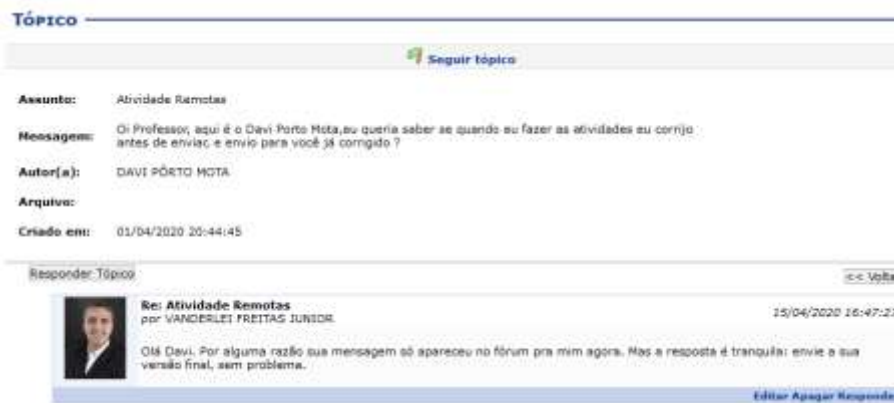 Tópico
Seguir tópico
Assunto: Atividade Remotas
Mensagem: Oi Professor, aqui é o Davi Porto Mota,eu queria saber se quando eu fazer as atividades eu corrijo
antes de enviar, e envio para você já corrigido ?
Autor(a): DAVI PÔRTO MOTA
Arquivo:
Criado em: 01/04/2020 20:44:45
Responder Tópico << Volta
Re: Atividade Remotas
por VANDERLEI FREITAS JUNIOR 15/04/2020 16:47:27
Olá Davi. Por alguma razão sua mensagem só apareceu no fórum pra mim agora. Mas a resposta é tranquila: envie a sua
versão final, sem problema.
Editar Apagar Responde